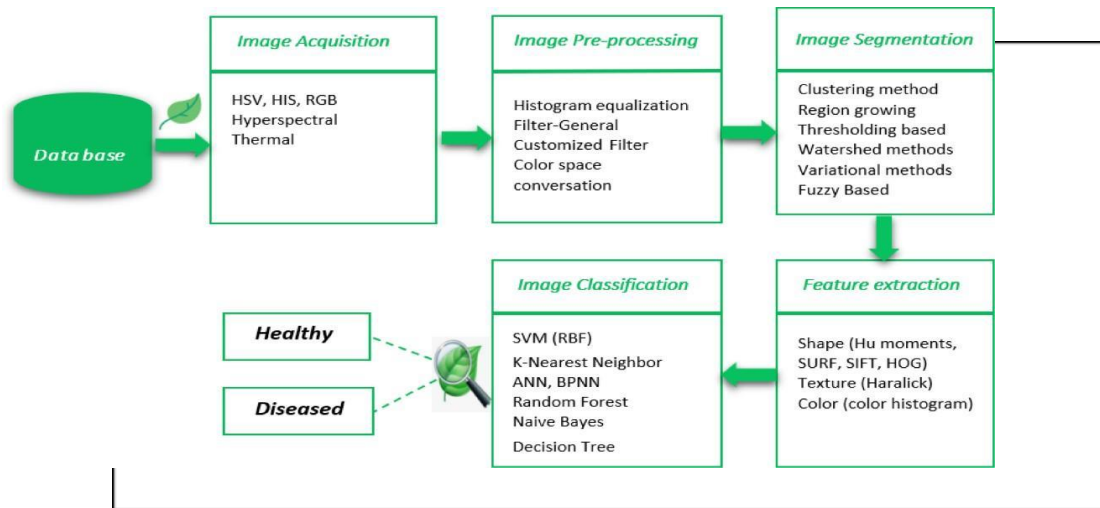 Database
Image Acquisition
HSV, HIS, RGB
Hyperspectral
Thermal
Image Pre-processing
Histogram equalization
Filter-General
Customized Filter
Color space
conversation
Image Segmentation
Clustering method
Region growing
Thresholding based
Watershed methods
Variational methods
Fuzzy Based
Feature extraction
Shape (Hu moments,
SURF, SIFT, HOG)
Texture (Haralick)
Color (color histogram)
Image Classification
SVM (RBF)
K-Nearest Neighbor
ANN, BPNN
Random Forest
Naive Bayes
Decision Tree
Healthy
Diseased